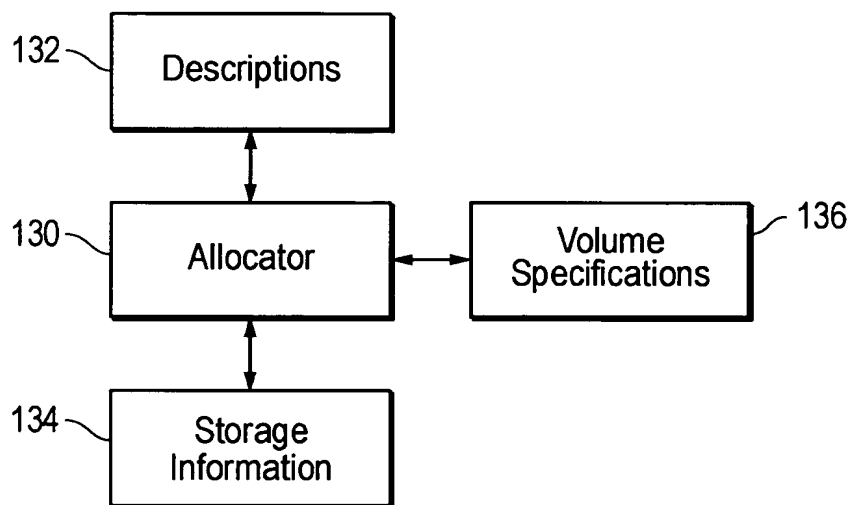 132
Descriptions
130
Allocator
Volume
Specifications
136
134
Storage
Information